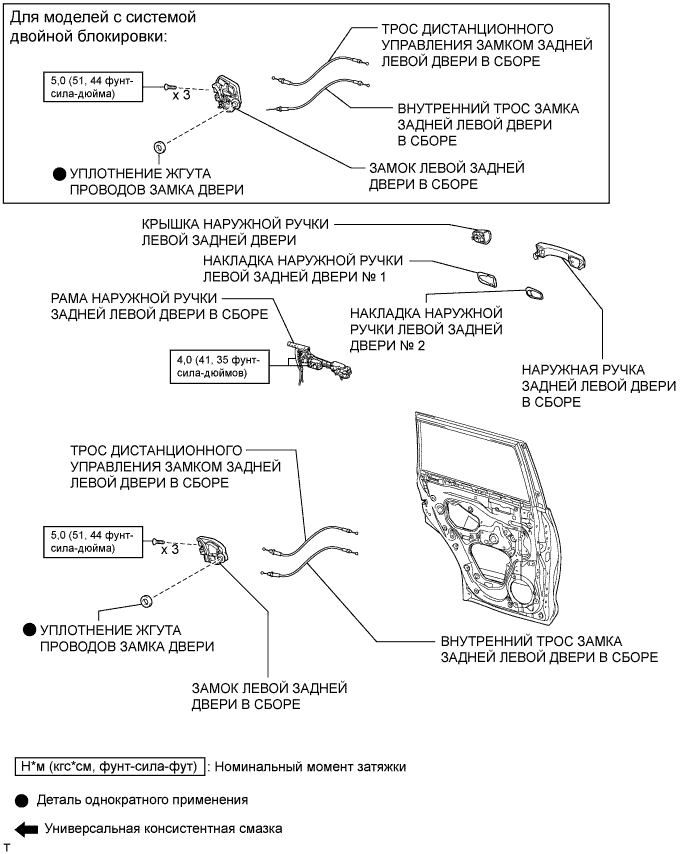 Для моделей с системой
двойной блокировки:
ТРОС ДИСТАНЦИОННОГО
УПРАВЛЕНИЯ ЗАМКОМ ЗАДНЕЙ
ЛЕВОЙ ДВЕРИ В СБОРЕ
5,0 (51, 44 фунт-
сила-дюйма)
x 3
ВНУТРЕННИЙ ТРОС ЗАМКА
ЗАДНЕЙ ЛЕВОЙ ДВЕРИ
В СБОРЕ
УПЛОТНЕНИЕ ЖГУТА
ПРОВОДОВ ЗАМКА ДВЕРИ
ЗАМОК ЛЕВОЙ ЗАДНЕЙ
ДВЕРИ В СБОРЕ
КРЫШКА НАРУЖНОЙ РУЧКИ
ЛЕВОЙ ЗАДНЕЙ ДВЕРИ
НАКЛАДКА НАРУЖНОЙ РУЧКИ
ЛЕВОЙ ЗАДНЕЙ ДВЕРИ № 1
РАМА НАРУЖНОЙ РУЧКИ
ЗАДНЕЙ ЛЕВОЙ ДВЕРИ В СБОРЕ
НАКЛАДКА НАРУЖНОЙ
РУЧКИ ЛЕВОЙ ЗАДНЕЙ
ДВЕРИ № 2
4,0 (41, 35 фунт-
сила-дюймов)
НАРУЖНАЯ РУЧКА
ЗАДНЕЙ ЛЕВОЙ ДВЕРИ
В СБОРЕ
ТРОС ДИСТАНЦИОННОГО
УПРАВЛЕНИЯ ЗАМКОМ ЗАДНЕЙ
ЛЕВОЙ ДВЕРИ В СБОРЕ
5,0 (51, 44 фунт-
сила-дюйма)
x 3
УПЛОТНЕНИЕ ЖГУТА
ПРОВОДОВ ЗАМКА ДВЕРИ
ВНУТРЕННИЙ ТРОС ЗАМКА
ЗАДНЕЙ ЛЕВОЙ ДВЕРИ В СБОРЕ
ЗАМОК ЛЕВОЙ ЗАДНЕЙ
ДВЕРИ В СБОРЕ
Н*м (кгс*см, фунт-сила-фут) : Номинальный момент затяжки
Деталь однократного применения
Универсальная консистентная смазка
T